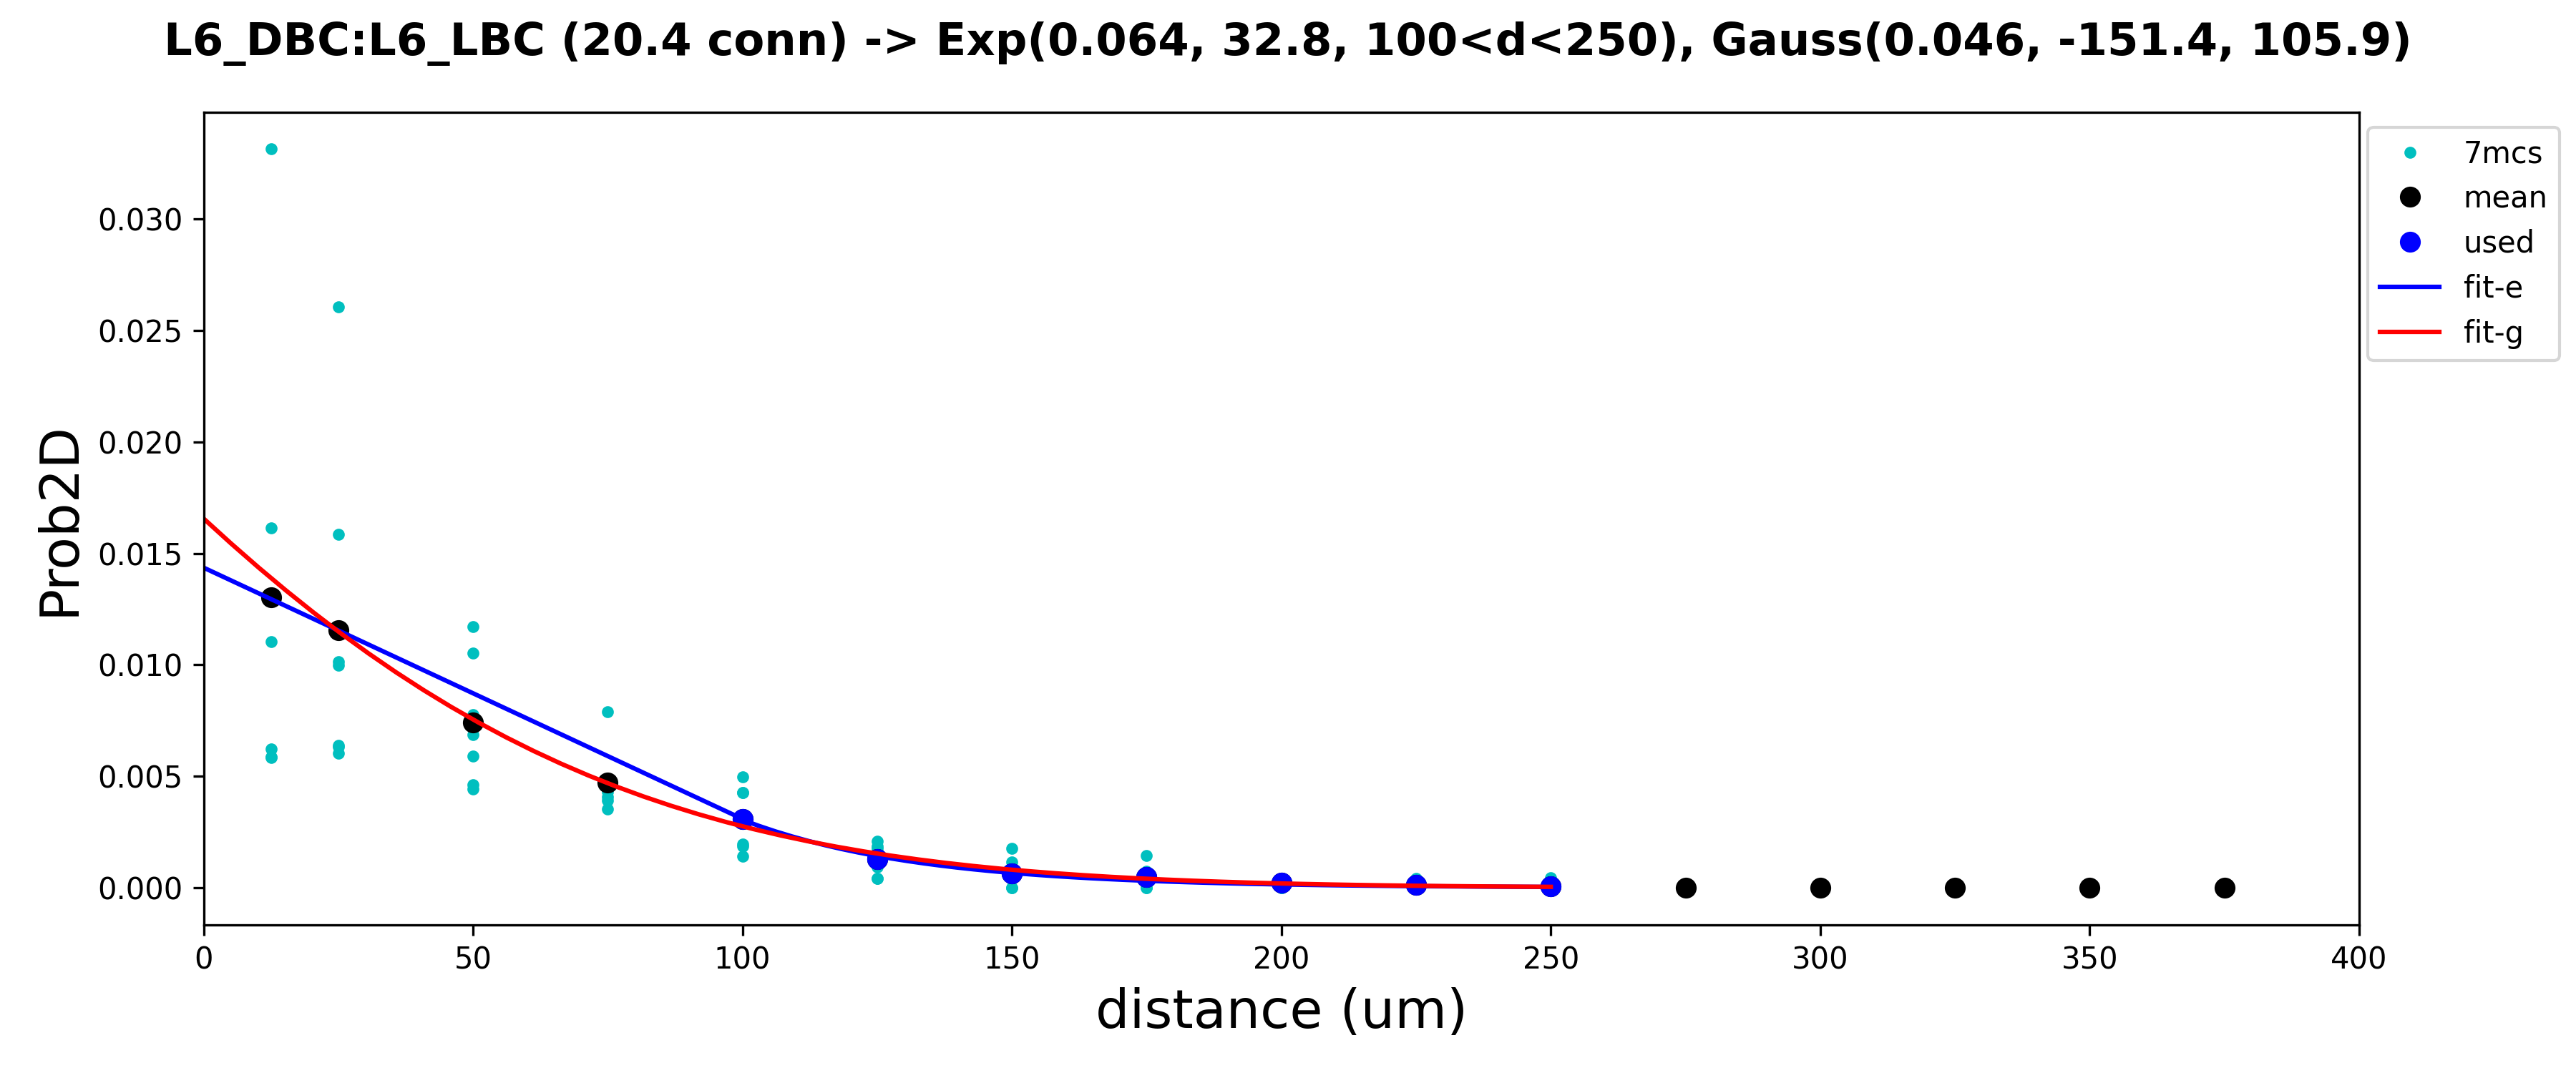 L6_DBC:L6_LBC (20.4 conn) -> Exp(0.064, 32.8, 100<d<250), Gauss(0.046, -151.4, 105.9)
7mcs
mean
used
fit-e
fit-g
Prob2D
0.030
0.025
0.020
0.015
0.010
0.005
0.000
0 50 100 150 200 250 300 350 400
distance (um)